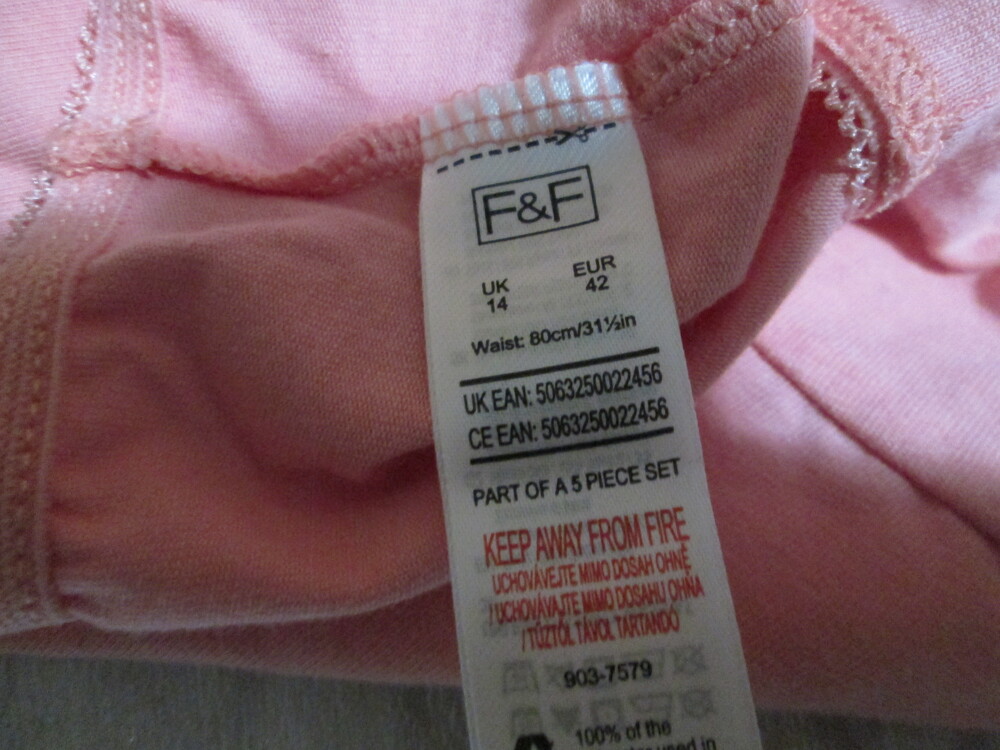 F&F
UK EUR
14 42
Waist: 80cm/31½in
UK EAN: 5063250022456
CE EAN: 5063250022456
PART OF A 5 PIECE SET
KEEP AWAY FROM FIRE
UCHOVÁVEJTE MIMO DOSAH OHNĚ
/ UCHOVÁVAJTE MIMO DOSAHU OHŇA
/ TŰZTŐL TÁVOL TARTANDÓ
903-7579
100% of the
used in